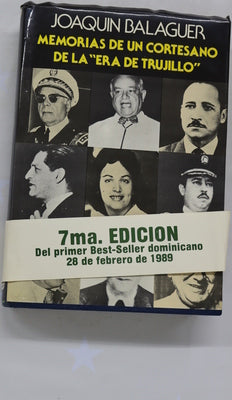 JOAQUIN BALAGUER
MEMORIAS DE UN CORTESANO
DE LA "ERA DE TRUJILLO"
7ma. EDICION
Del primer Best-Seller dominicano
28 de febrero de 1989